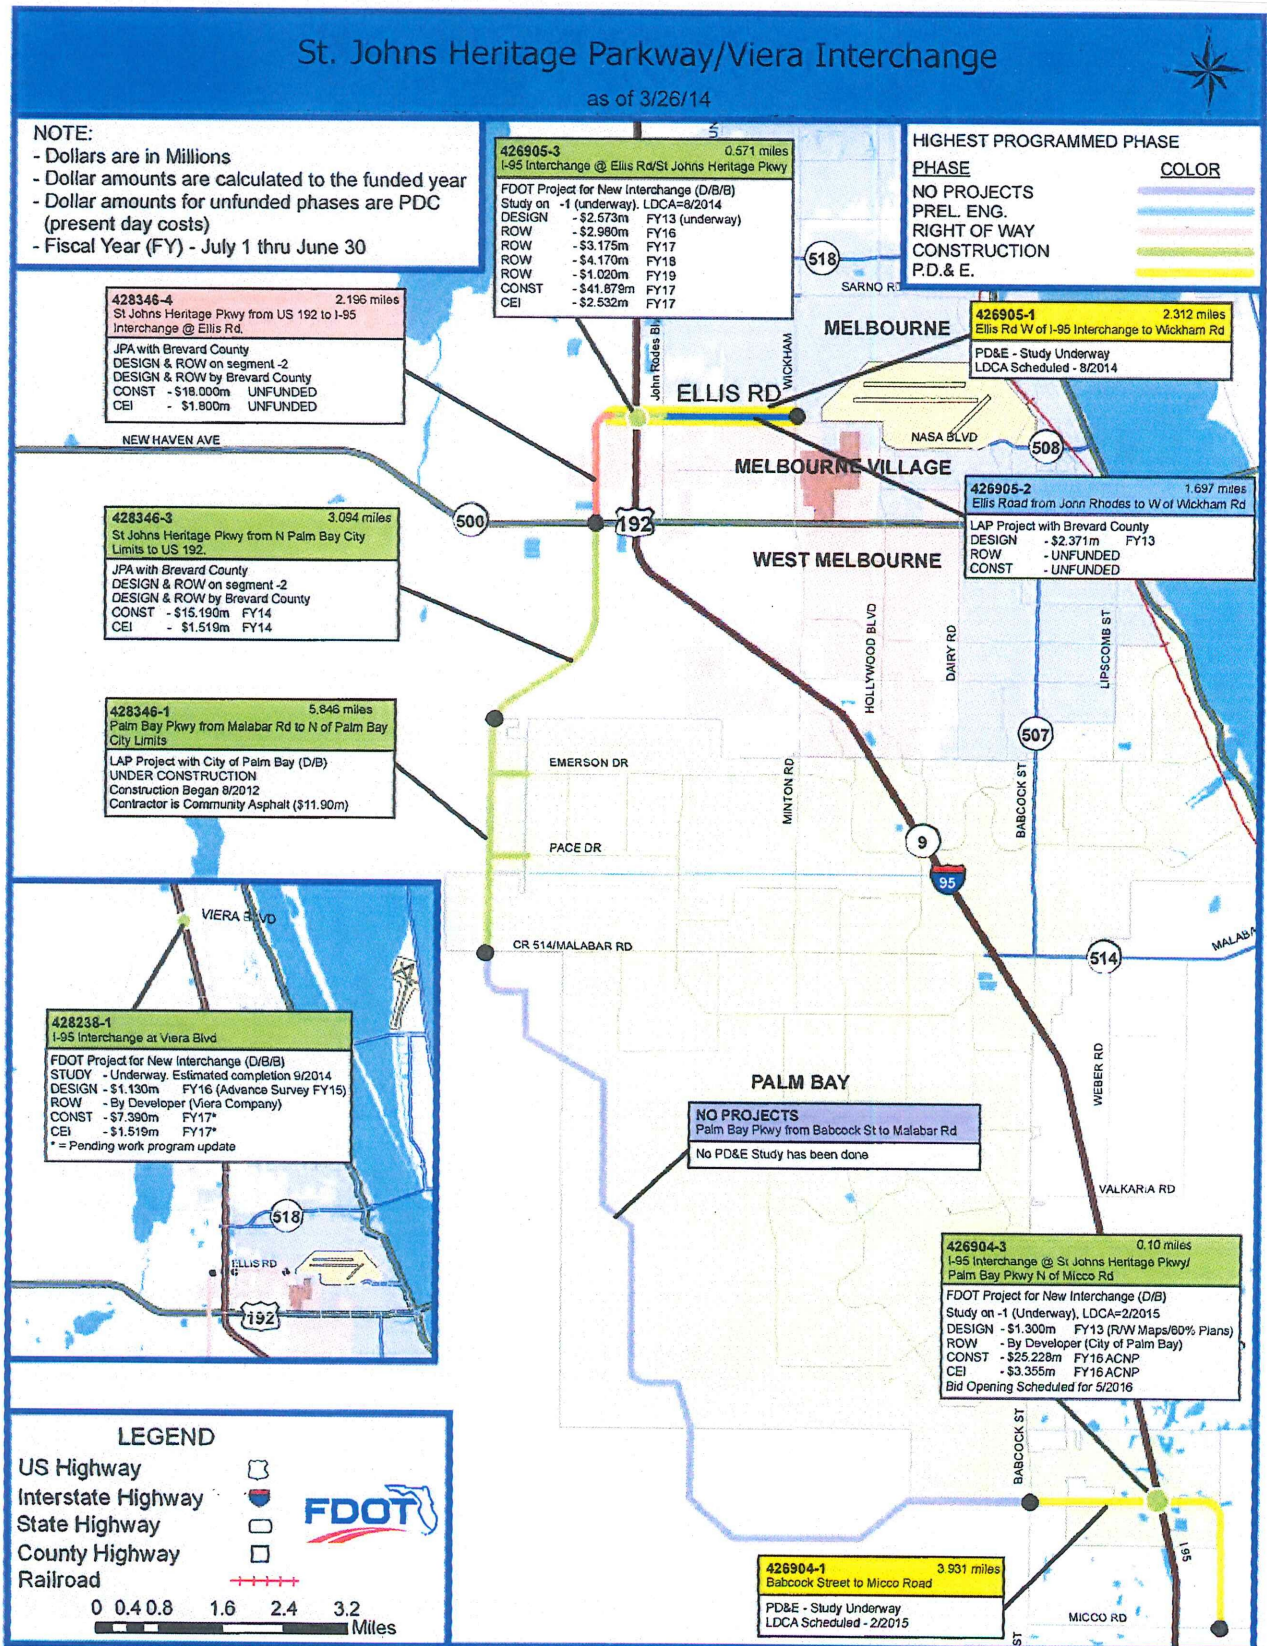 St. Johns Heritage Parkway/Viera Interchange
as of 3/26/14
NOTE:
- Dollars are in Millions
- Dollar amounts are calculated to the funded year
- Dollar amounts for unfunded phases are PDC
(present day costs)
- Fiscal Year (FY) - July 1 thru June 30
426905-3 0.571 miles
I-95 Interchange @ Ellis Rd/St Johns Heritage Pkwy
FDOT Project for New Interchange (D/B/B)
Study on -1 (underway). LDCA=8/2014
DESIGN - $2.573m FY13 (underway)
ROW - $2.980m FY16
ROW - $3.175m FY17
ROW - $4.170m FY18
ROW - $1.020m FY19
CONST - $41.879m FY17
CEI - $2.532m FY17
HIGHEST PROGRAMMED PHASE
PHASE COLOR
NO PROJECTS
PREL. ENG.
RIGHT OF WAY
CONSTRUCTION
P.D.& E.
428346-4 2.196 miles
St Johns Heritage Pkwy from US 192 to I-95
Interchange @ Ellis Rd.
JPA with Brevard County
DESIGN & ROW on segment -2
DESIGN & ROW by Brevard County
CONST - $18.000m UNFUNDED
CEI - $1.800m UNFUNDED
518
SARNO RD
MELBOURNE
426905-1 2.312 miles
Ellis Rd W of I-95 Interchange to Wickham Rd
PD&E - Study Underway
LDCA Scheduled - 8/2014
John Rodes Bl
WICKHAM
ELLIS RD
NEW HAVEN AVE
NASA BLVD
508
MELBOURNE VILLAGE
426905-2 1.697 miles
Ellis Road from Jonn Rhodes to W of Wickham Rd
LAP Project with Brevard County
DESIGN - $2.371m FY13
ROW - UNFUNDED
CONST - UNFUNDED
428346-3 3.094 miles
St Johns Heritage Pkwy from N Palm Bay City
Limits to US 192.
JPA with Brevard County
DESIGN & ROW on segment -2
DESIGN & ROW by Brevard County
CONST - $15.190m FY14
CEI - $1.519m FY14
500
192
WEST MELBOURNE
HOLLYWOOD BLVD
DAIRY RD
LIPSCOMB ST
428346-1 5.846 miles
Palm Bay Pkwy from Malabar Rd to N of Palm Bay
City Limits
LAP Project with City of Palm Bay (D/B)
UNDER CONSTRUCTION
Construction Began 8/2012
Contractor is Community Asphalt ($11.90m)
507
EMERSON DR
MINTON RD
BABCOCK ST
PACE DR
9
95
CR 514/MALABAR RD
514
MALABA
VIERA BLVD
428238-1
I-95 Interchange at Viera Blvd
FDOT Project for New Interchange (D/B/B)
STUDY - Underway. Estimated completion 9/2014
DESIGN - $1.130m FY16 (Advance Survey FY15)
ROW - By Developer (Viera Company)
CONST - $7.390m FY17*
CEI - $1.519m FY17*
* = Pending work program update
518
ELLIS RD
192
WEBER RD
PALM BAY
NO PROJECTS
Palm Bay Pkwy from Babcock St to Malabar Rd
No PD&E Study has been done
VALKARIA RD
426904-3 0.10 miles
I-95 Interchange @ St Johns Heritage Pkwy/
Palm Bay Pkwy N of Micco Rd
FDOT Project for New Interchange (D/B)
Study on -1 (Underway), LDCA=2/2015
DESIGN - $1.300m FY13 (R/W Maps/60% Plans)
ROW - By Developer (City of Palm Bay)
CONST - $25.228m FY16 ACNP
CEI - $3.355m FY16 ACNP
Bid Opening Scheduled for 5/2016
LEGEND
US Highway
Interstate Highway
State Highway
County Highway
Railroad
0 0.4 0.8 1.6 2.4 3.2
Miles
FDOT
BABCOCK ST
I 95
426904-1 3.931 miles
Babcock Street to Micco Road
PD&E - Study Underway
LDCA Scheduled - 2/2015
MICCO RD
ST